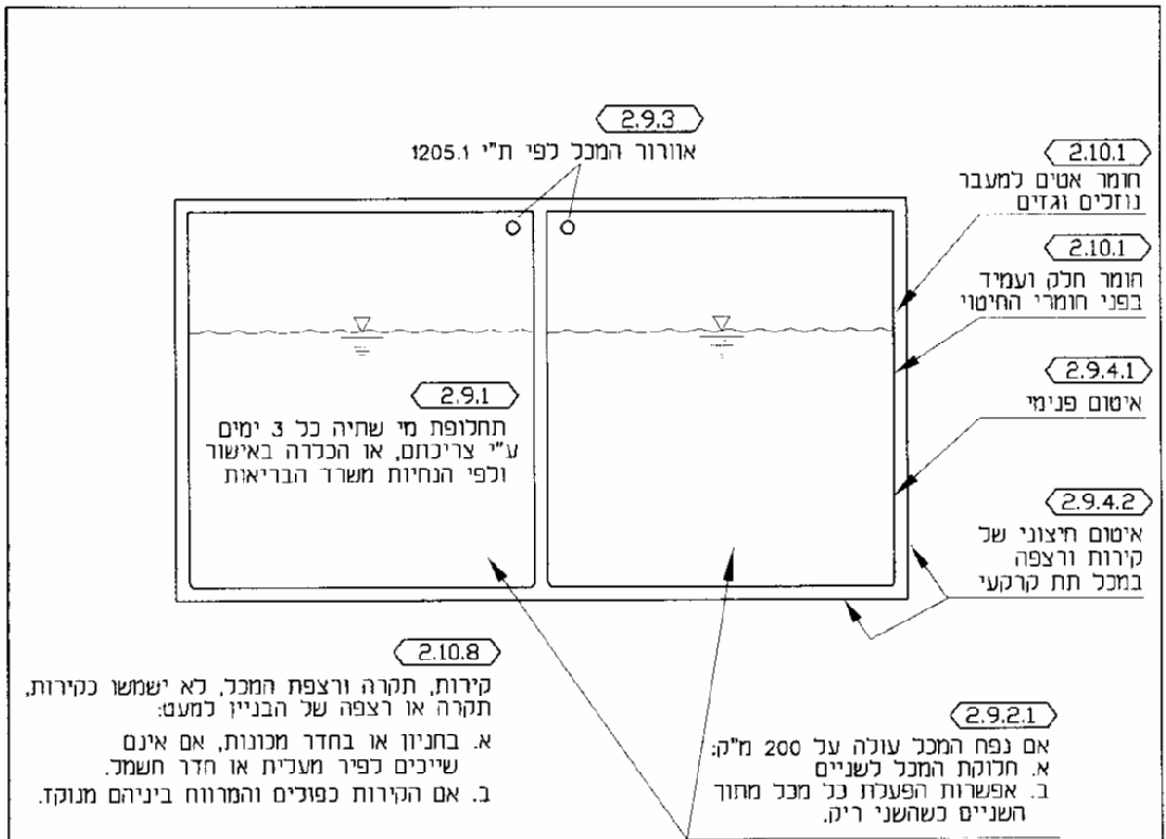 2.9.3
אוורור המכל לפי ת"י 1205.1
2.10.1
חומר אטים למעבר
נוזלים וגזים
2.10.1
חומר חלק ועמיד
בפני חומרי החיטוי
2.9.4.1
איטום פנימי
2.9.4.2
איטום חיצוני של
קירות ורצפה
במכל תת קרקעי
2.9.1
תחלופת מי שתיה כל 3 ימים
ע"י צריכתם, או הכלרה באישור
ולפי הנחיות משרד הבריאות
2.9.2.1
אם נפח המכל עולה על 200 מ"ק:
א. חלוקת המכל לשניים
ב. אפשרות הפעלת כל מכל מתוך
השניים כשהשני ריק.
2.10.8
קירות, תקרה ורצפת המכל, לא ישמשו כקירות,
תקרה או רצפה של הבניין למעט:
א. בחניון או בחדר מכונות, אם אינם
שייכים לפיר מעלית או חדר חשמל.
ב. אם הקירות כפולים והמרווח ביניהם מנוקז.